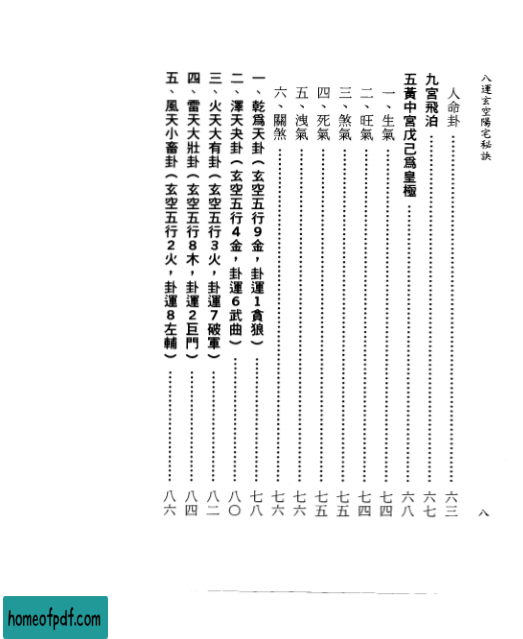 八運玄空陽宅秘訣
八
人命卦……六三
九宮飛泊……六七
五黃中宮戊己為皇極……六八
一、生氣……七四
二、旺氣……七四
三、煞氣……七五
四、死氣……七五
五、洩氣……七六
六、關煞……七六
一、乾為天卦（玄空五行9金，卦運1貪狼）……七八
二、澤天夬卦（玄空五行4金，卦運6武曲）……八〇
三、火天大有卦（玄空五行3火，卦運7破軍）……八二
四、雷天大壯卦（玄空五行8木，卦運2巨門）……八四
五、風天小畜卦（玄空五行2火，卦運8左輔）……八六
homeofpdf.com